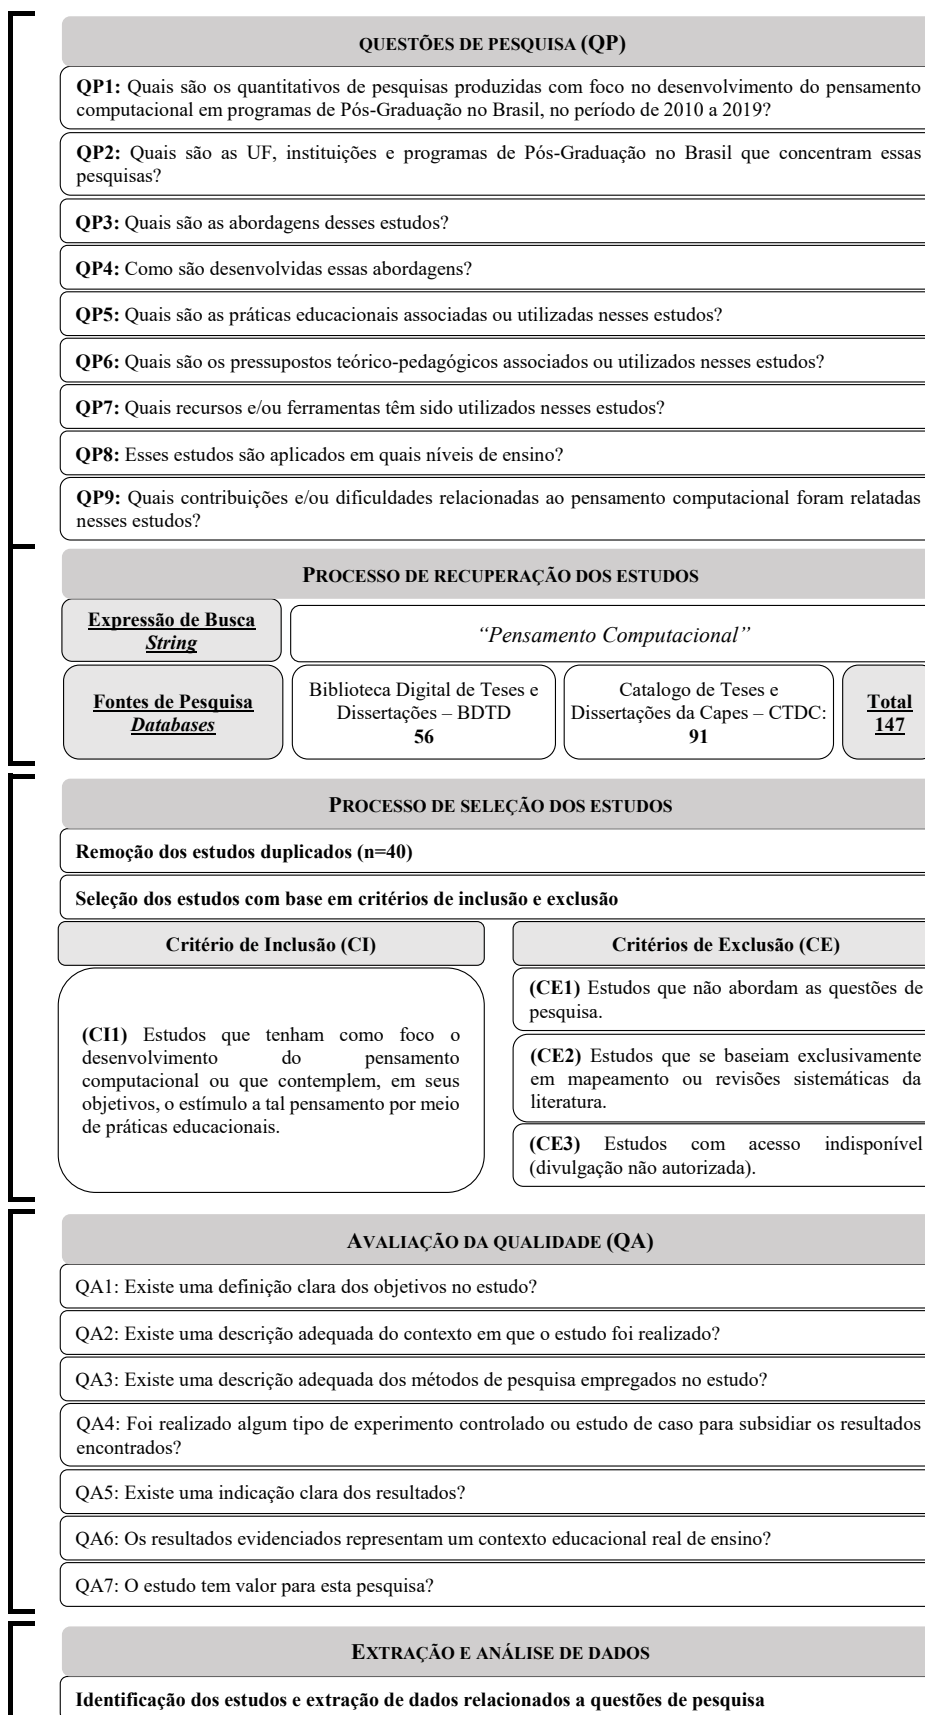 QUESTÕES DE PESQUISA (QP)
QP1: Quais são os quantitativos de pesquisas produzidas com foco no desenvolvimento do pensamento
computacional em programas de Pós-Graduação no Brasil, no período de 2010 a 2019?
QP2: Quais são as UF, instituições e programas de Pós-Graduação no Brasil que concentram essas
pesquisas?
QP3: Quais são as abordagens desses estudos?
QP4: Como são desenvolvidas essas abordagens?
QP5: Quais são as práticas educacionais associadas ou utilizadas nesses estudos?
QP6: Quais são os pressupostos teórico-pedagógicos associados ou utilizados nesses estudos?
QP7: Quais recursos e/ou ferramentas têm sido utilizados nesses estudos?
QP8: Esses estudos são aplicados em quais níveis de ensino?
QP9: Quais contribuições e/ou dificuldades relacionadas ao pensamento computacional foram relatadas
nesses estudos?
PROCESSO DE RECUPERAÇÃO DOS ESTUDOS
Expressão de Busca
String
“Pensamento Computacional”
Fontes de Pesquisa
Databases
Biblioteca Digital de Teses e
Dissertações – BDTD
56
Catalogo de Teses e
Dissertações da Capes – CTDC:
91
Total
147
PROCESSO DE SELEÇÃO DOS ESTUDOS
Remoção dos estudos duplicados (n=40)
Seleção dos estudos com base em critérios de inclusão e exclusão
Critério de Inclusão (CI)
(CI1) Estudos que tenham como foco o
desenvolvimento do pensamento
computacional ou que contemplem, em seus
objetivos, o estímulo a tal pensamento por meio
de práticas educacionais.
Critérios de Exclusão (CE)
(CE1) Estudos que não abordam as questões de
pesquisa.
(CE2) Estudos que se baseiam exclusivamente
em mapeamento ou revisões sistemáticas da
literatura.
(CE3) Estudos com acesso indisponível
(divulgação não autorizada).
AVALIAÇÃO DA QUALIDADE (QA)
QA1: Existe uma definição clara dos objetivos no estudo?
QA2: Existe uma descrição adequada do contexto em que o estudo foi realizado?
QA3: Existe uma descrição adequada dos métodos de pesquisa empregados no estudo?
QA4: Foi realizado algum tipo de experimento controlado ou estudo de caso para subsidiar os resultados
encontrados?
QA5: Existe uma indicação clara dos resultados?
QA6: Os resultados evidenciados representam um contexto educacional real de ensino?
QA7: O estudo tem valor para esta pesquisa?
EXTRAÇÃO E ANÁLISE DE DADOS
Identificação dos estudos e extração de dados relacionados a questões de pesquisa